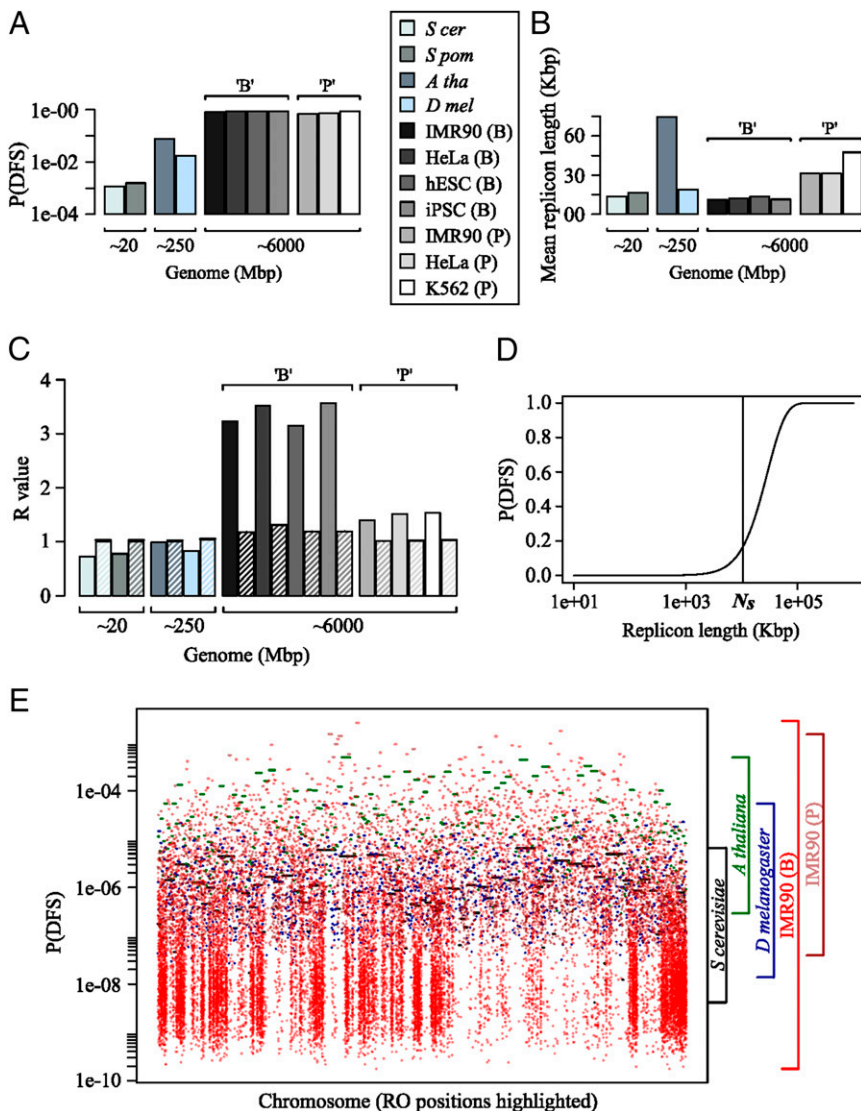 A
P(DFS)
1e-00
1e-02
1e-04
'B'
'P'
~20
~250
~6000
Genome (Mbp)
S cer
S pom
A tha
D mel
IMR90 (B)
HeLa (B)
hESC (B)
iPSC (B)
IMR90 (P)
HeLa (P)
K562 (P)
B
Mean replicon length (Kbp)
60
30
00
'B'
'P'
~20
~250
~6000
Genome (Mbp)
C
R value
4
3
2
1
0
'B'
'P'
~20
~250
~6000
Genome (Mbp)
D
P(DFS)
1.0
0.8
0.6
0.4
0.2
0.0
1e+01
1e+03
Ns
1e+05
Replicon length (Kbp)
E
P(DFS)
1e-04
1e-06
1e-08
1e-10
Chromosome (RO positions highlighted)
S cerevisiae
A thaliana
D melanogaster
IMR90 (B)
IMR90 (P)